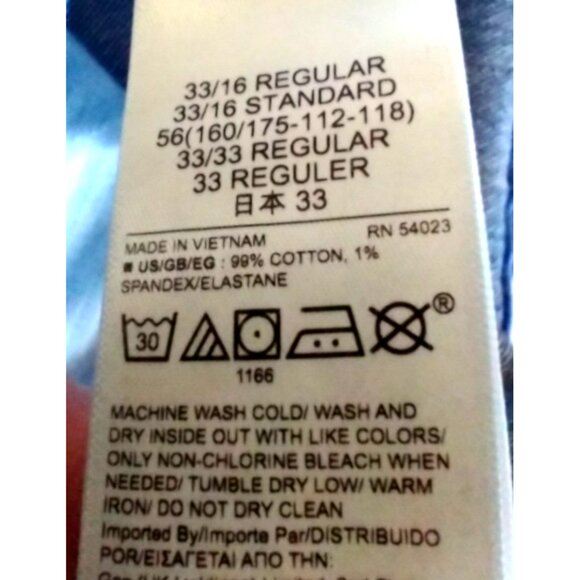 33/16 REGULAR
33/16 STANDARD
56(160/175-112-118)
33/33 REGULAR
33 REGULER
日本 33
MADE IN VIETNAM RN 54023
■ US/GB/EG : 99% COTTON, 1%
SPANDEX/ELASTANE
30 ®
1166
MACHINE WASH COLD/ WASH AND
DRY INSIDE OUT WITH LIKE COLORS/
ONLY NON-CHLORINE BLEACH WHEN
NEEDED/ TUMBLE DRY LOW/ WARM
IRON/ DO NOT DRY CLEAN
Imported By/Importe Par/DISTRIBUIDO
POR/ΕΙΣΑΓΕΤΑΙ ΑΠΟ ΤΗΝ: